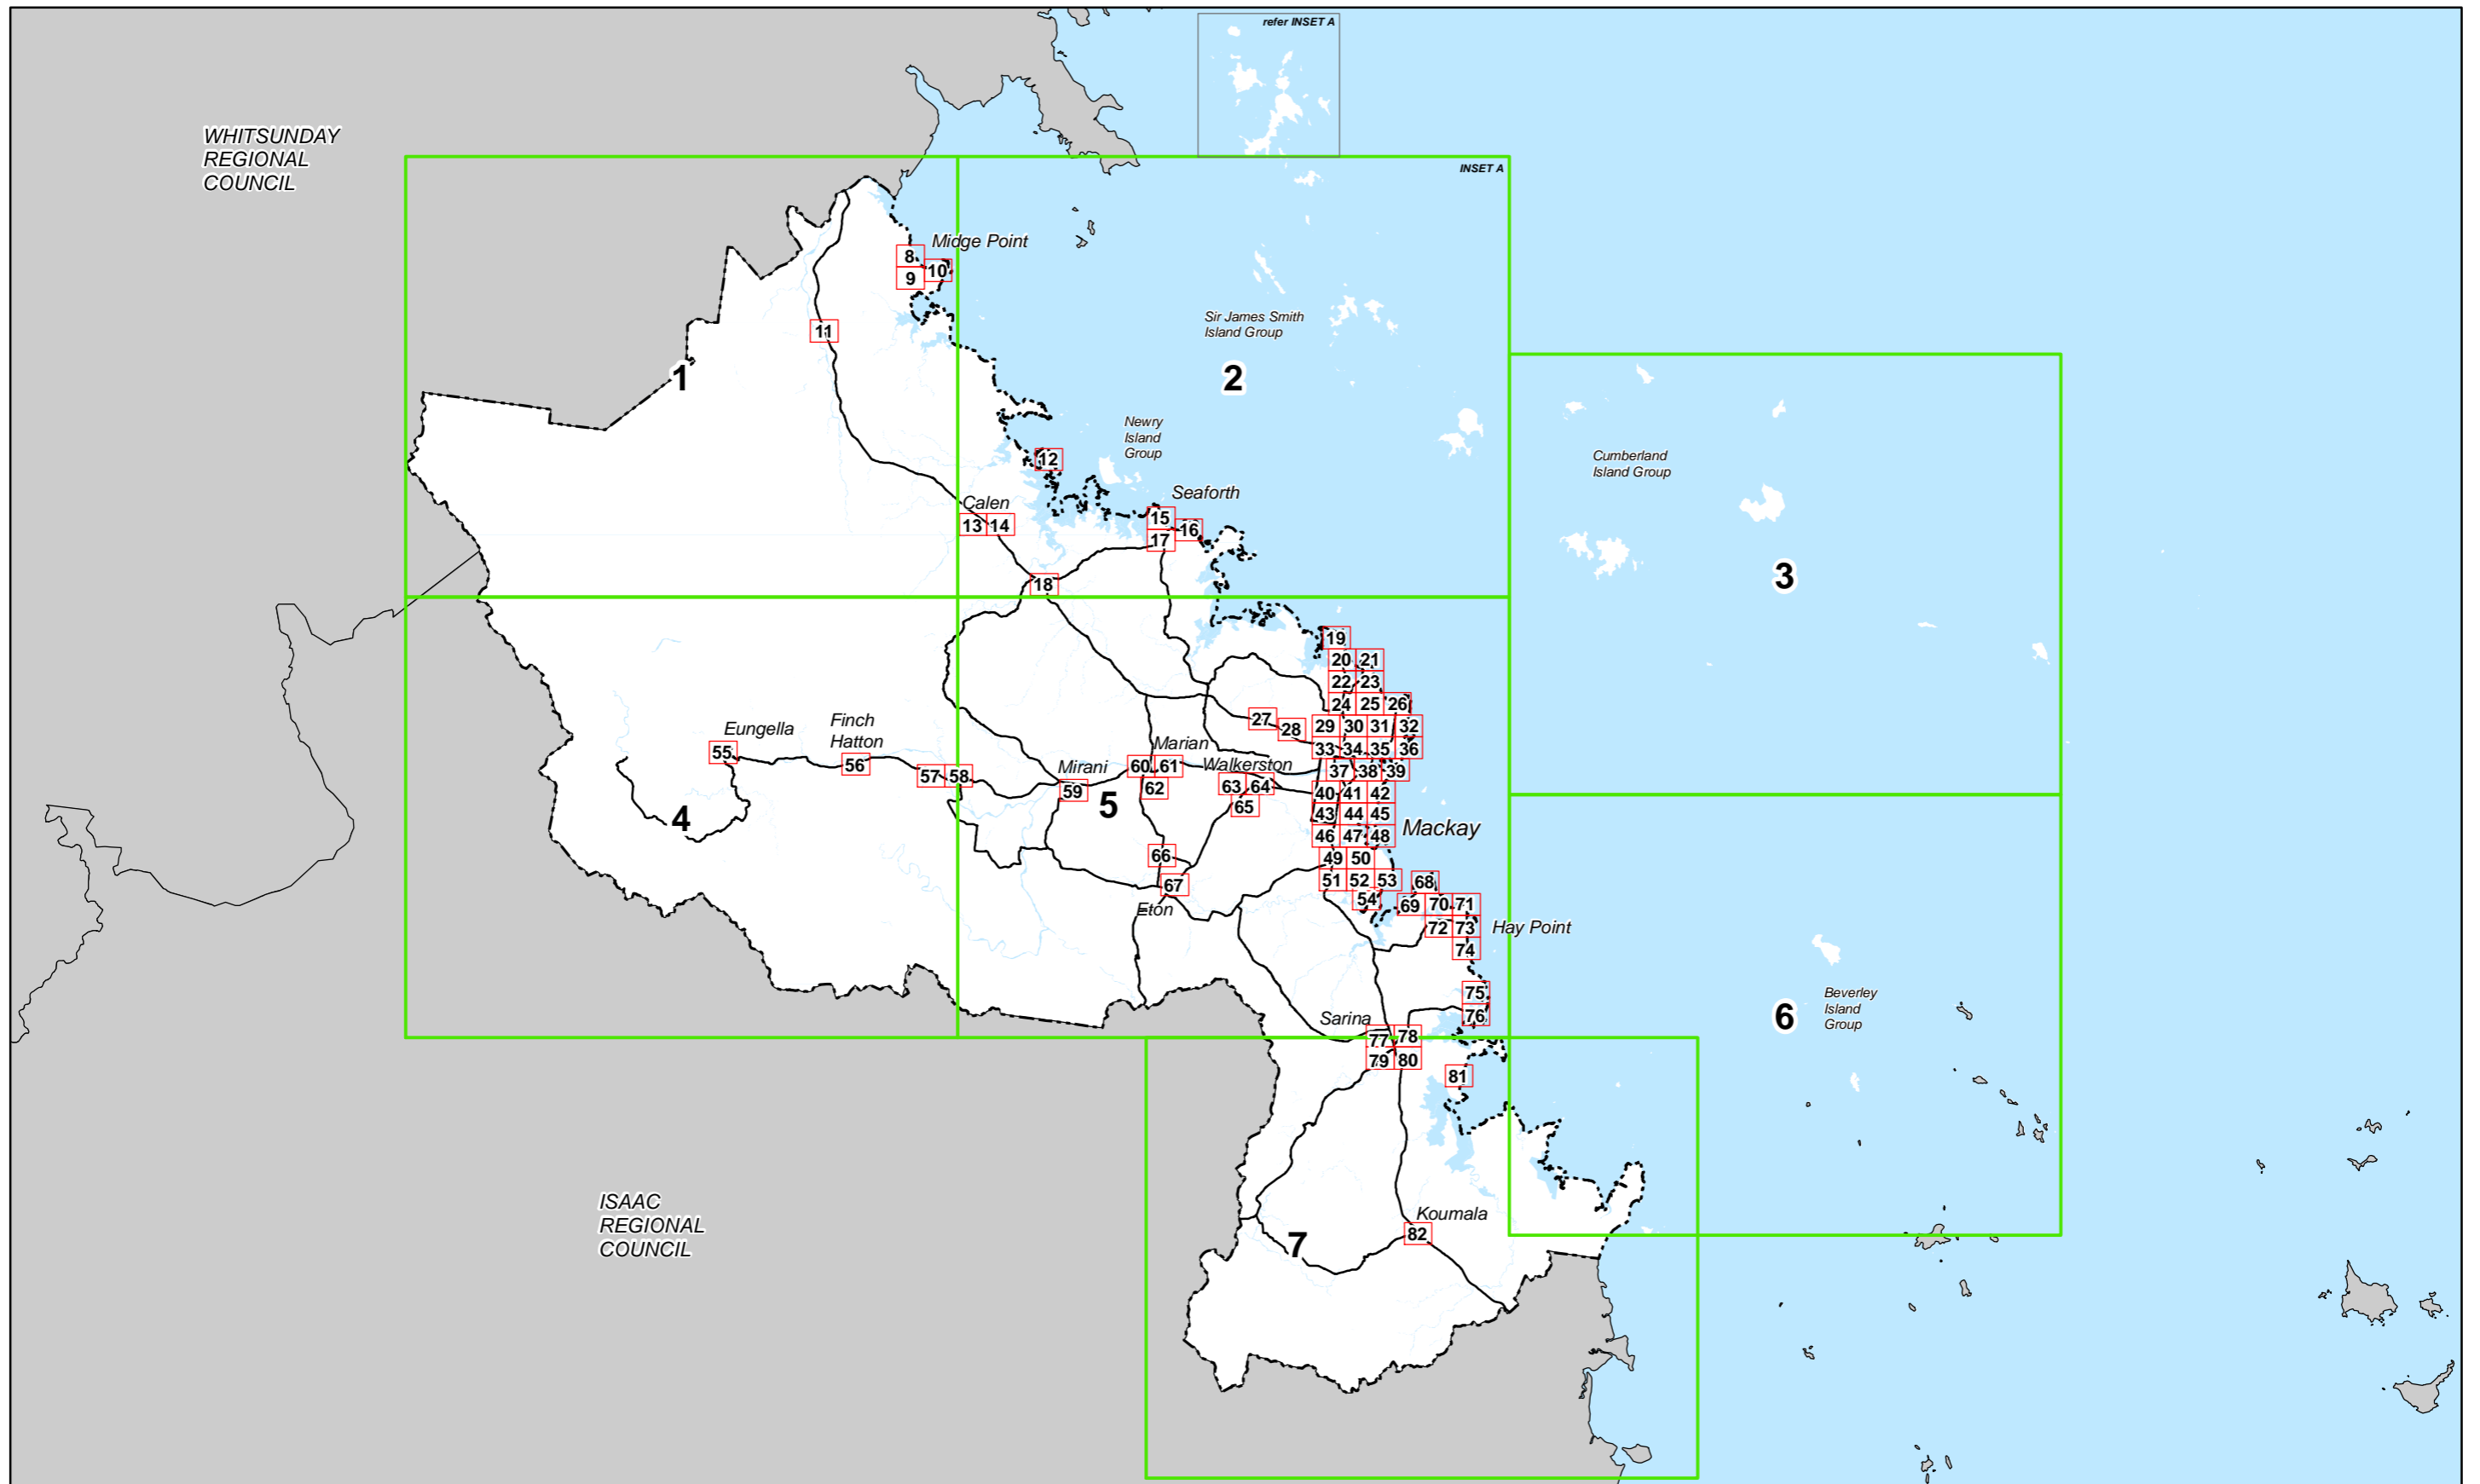 refer INSET A
WHITSUNDAY
REGIONAL
COUNCIL
INSET A
Midge Point
8
10
9
11
Sir James Smith
Island Group
1
2
Newry
Island
Group
12
Cumberland
Island Group
Seaforth
Calen
13 14
15
16
17
3
18
19
20 21
22 23
24 25 26
27
28
29 30 31 32
33 34 35 36
37 38 39
40 41 42
43 44 45
46 47 48
Mackay
49 50
51 52 53
54
Eungella
55
Finch
Hatton
56
57 58
Mirani
59
Marian
60 61
62
Walkerston
63 64
65
4
5
66
67
Eton
68
69 70 71
72 73
74
Hay Point
75
76
Beverley
Island
Group
6
Sarina
77 78
79 80
81
ISAAC
REGIONAL
COUNCIL
Koumala
82
7